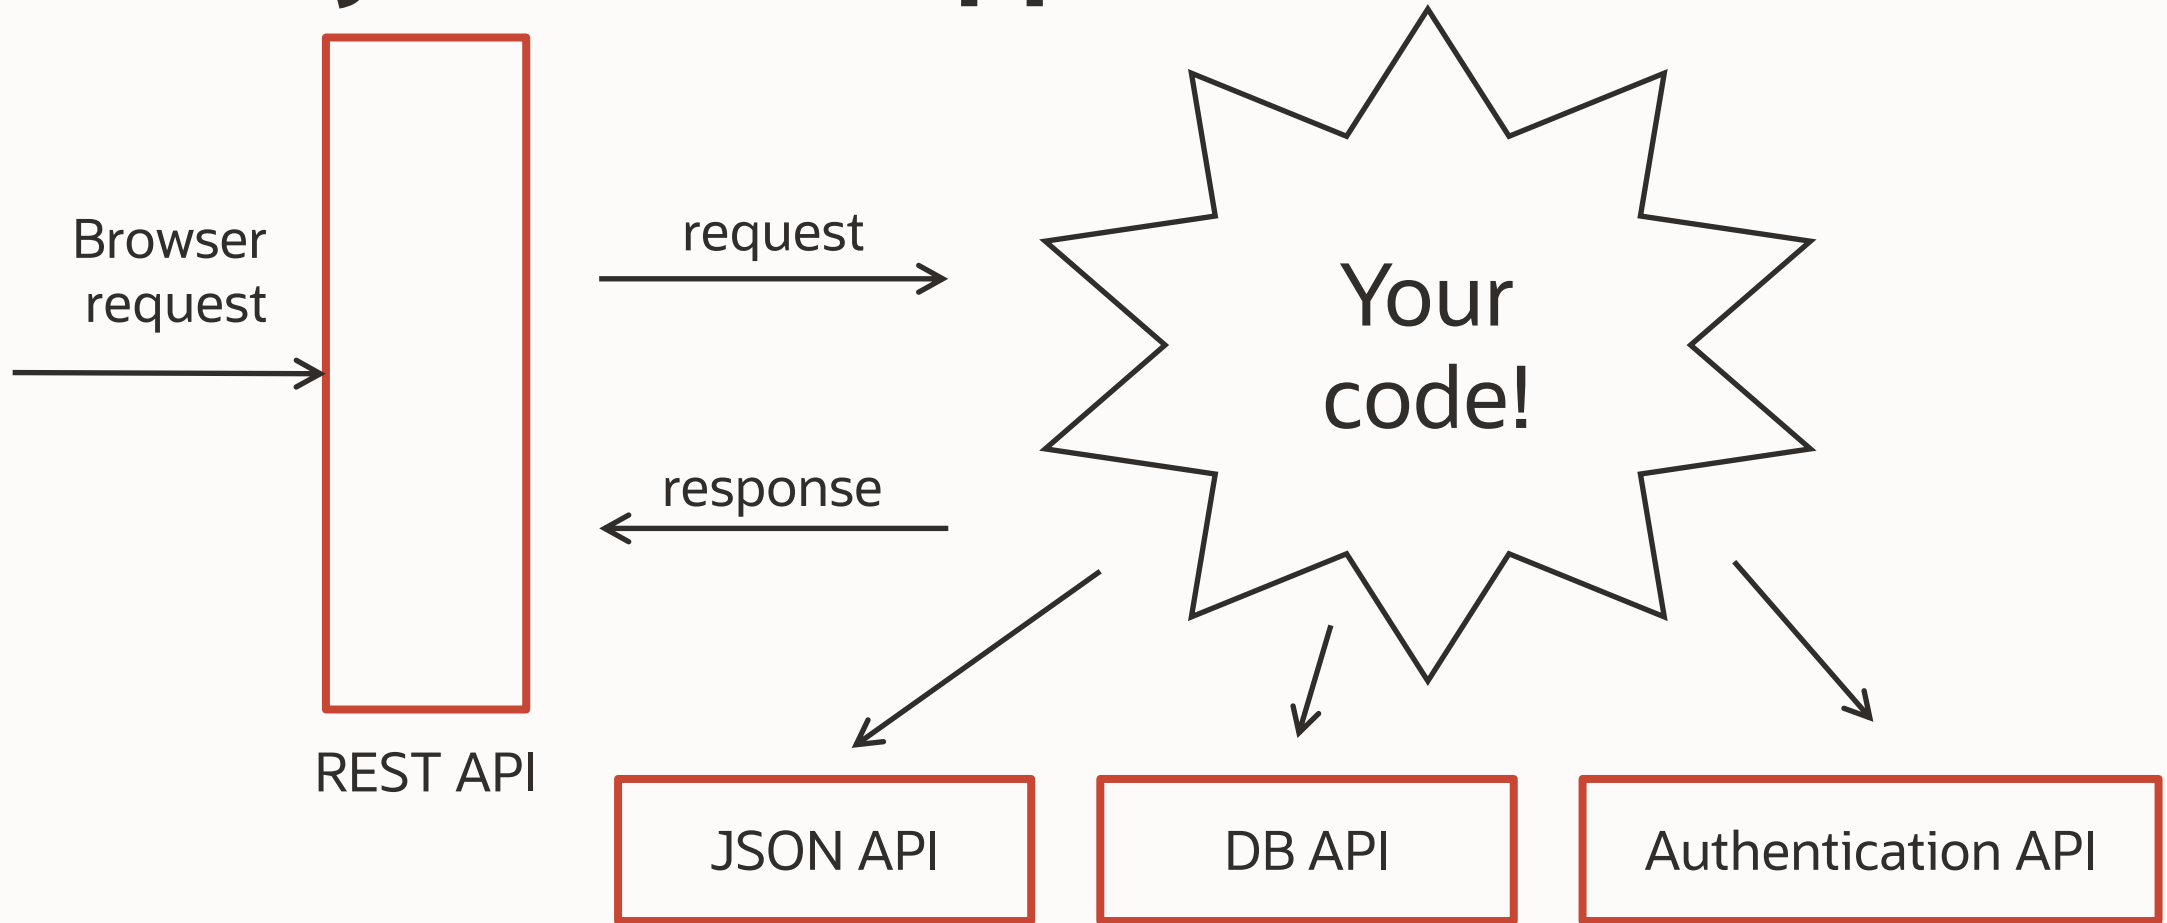 Browser
request
request
Your
code!
response
REST API
JSON API
DB API
Authentication API